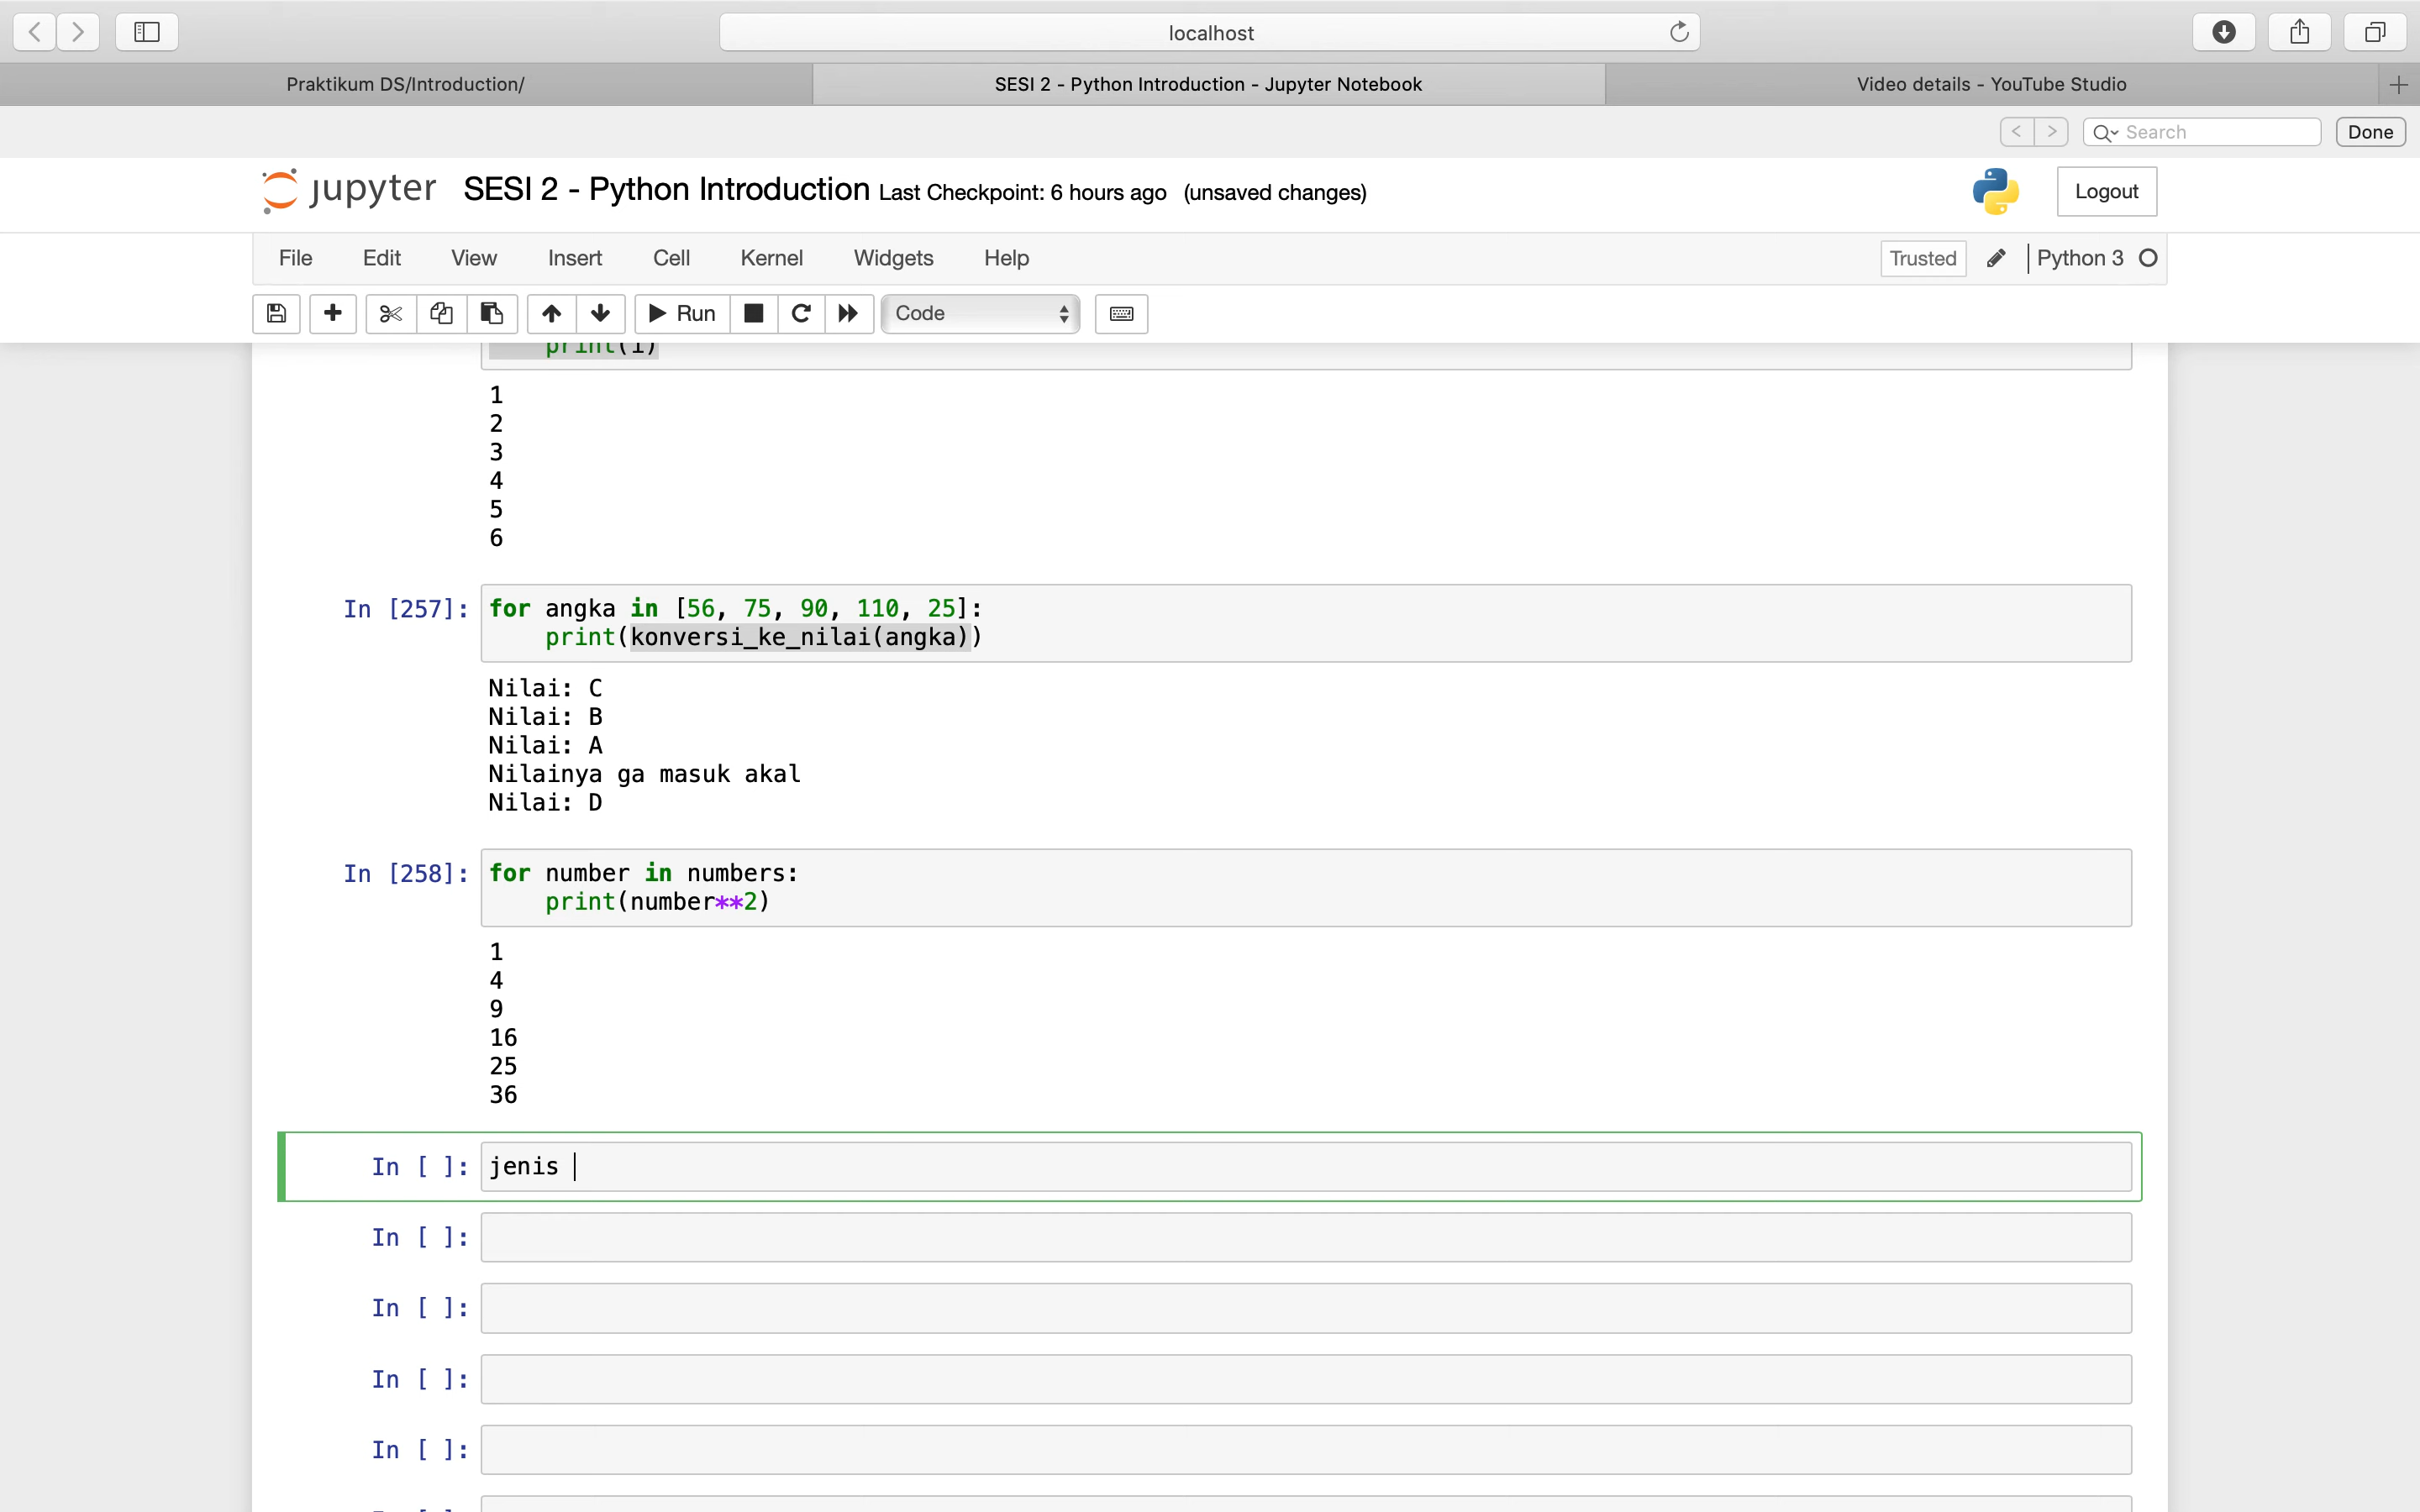 localhost
Praktikum DS/Introduction/
SESI 2 - Python Introduction - Jupyter Notebook
Video details - YouTube Studio
Search
Done
jupyter
SESI 2 - Python Introduction Last Checkpoint: 6 hours ago (unsaved changes)
Logout
File Edit View Insert Cell Kernel Widgets Help
Trusted
Python 3
Run
Code
print(i)
1
2
3
4
5
6
In [257]:
for angka in [56, 75, 90, 110, 25]:
    print(konversi_ke_nilai(angka))
Nilai: C
Nilai: B
Nilai: A
Nilainya ga masuk akal
Nilai: D
In [258]:
for number in numbers:
    print(number**2)
1
4
9
16
25
36
In [ ]: jenis
In [ ]:
In [ ]:
In [ ]:
In [ ]: